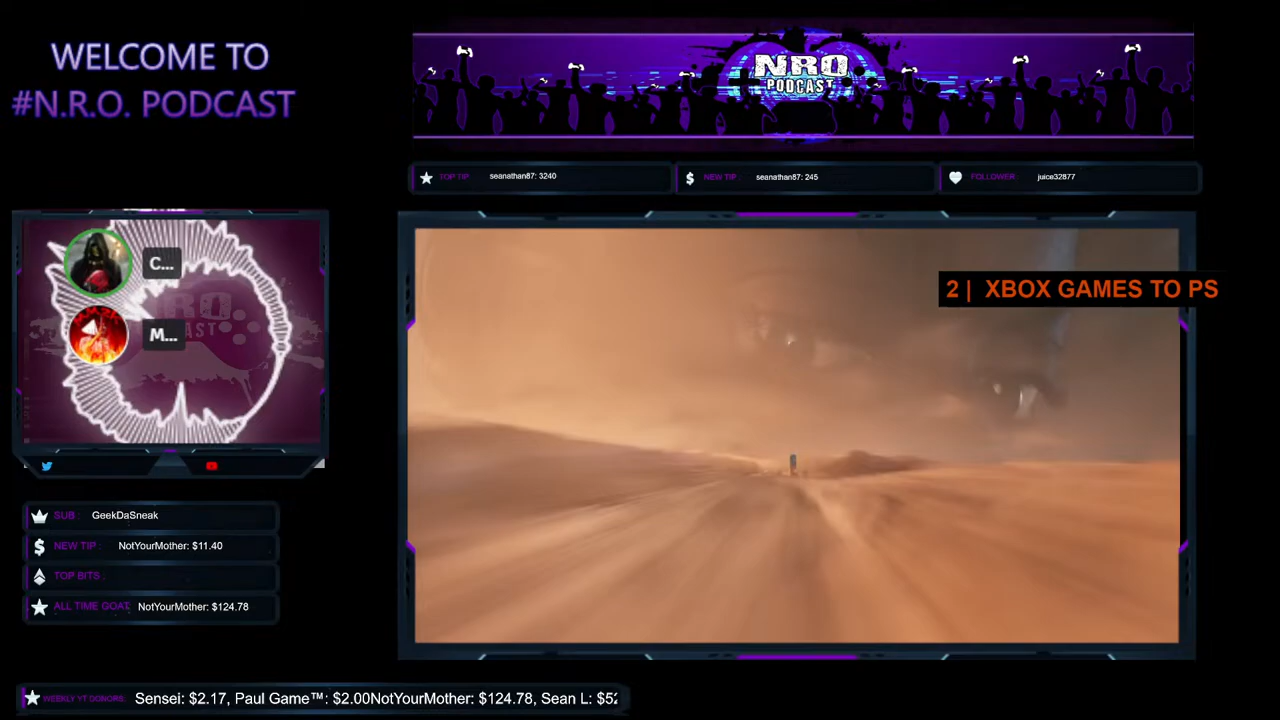 WELCOME TO
#N.R.O. PODCAST
NRO
PODCAST
TOP TIP seanathan87: 3240
NEW TIP seanathan87: 245
FOLLOWER juice32877
C...
M...
2 | XBOX GAMES TO PS
SUB : GeekDaSneak
NEW TIP : NotYourMother: $11.40
TOP BITS :
ALL TIME GOAT: NotYourMother: $124.78
WEEKLY YT DONORS: Sensei: $2.17, Paul Game™: $2.00NotYourMother: $124.78, Sean L: $52